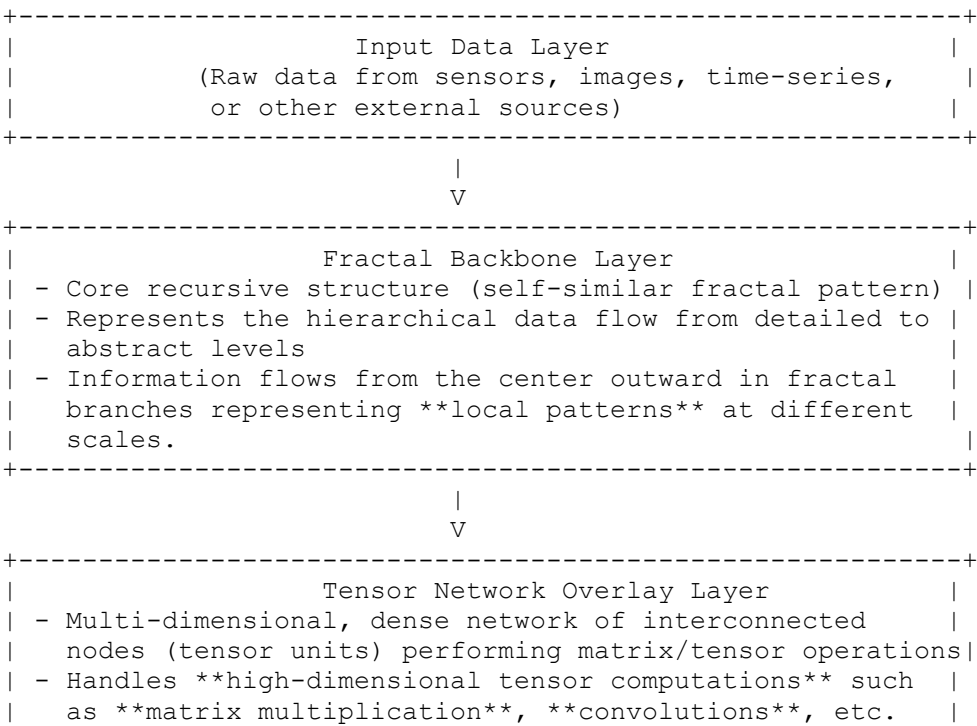 +---------------------------------------------------------------+
|                       Input Data Layer                       |
|            (Raw data from sensors, images, time-series,     |
|             or other external sources)                      |
+---------------------------------------------------------------+
                              |
                              V
+---------------------------------------------------------------+
|                     Fractal Backbone Layer                  |
| - Core recursive structure (self-similar fractal pattern) |
| - Represents the hierarchical data flow from detailed to |
|   abstract levels                                           |
| - Information flows from the center outward in fractal   |
|   branches representing **local patterns** at different  |
|   scales.                                                    |
+---------------------------------------------------------------+
                              |
                              V
+---------------------------------------------------------------+
|                     Tensor Network Overlay Layer            |
| - Multi-dimensional, dense network of interconnected     |
|   nodes (tensor units) performing matrix/tensor operations|
| - Handles **high-dimensional tensor computations** such  |
|   as **matrix multiplication**, **convolutions**, etc.   |